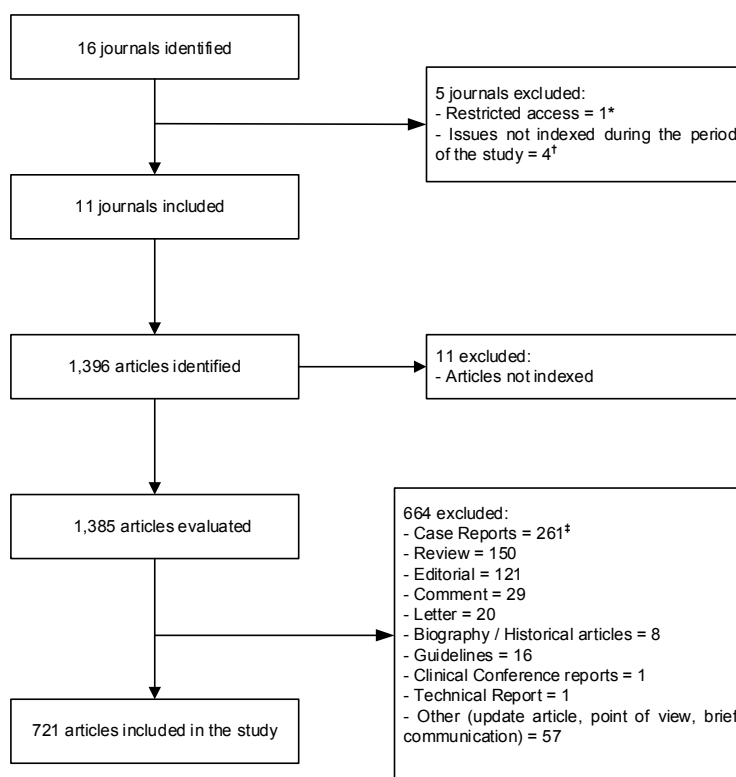 16 journals identified
5 journals excluded:
- Restricted access = 1*
- Issues not indexed during the period
of the study = 4†
11 journals included
1,396 articles identified
11 excluded:
- Articles not indexed
1,385 articles evaluated
664 excluded:
- Case Reports = 261‡
- Review = 150
- Editorial = 121
- Comment = 29
- Letter = 20
- Biography / Historical articles = 8
- Guidelines = 16
- Clinical Conference reports = 1
- Technical Report = 1
- Other (update article, point of view, brief
communication) = 57
721 articles included in the study